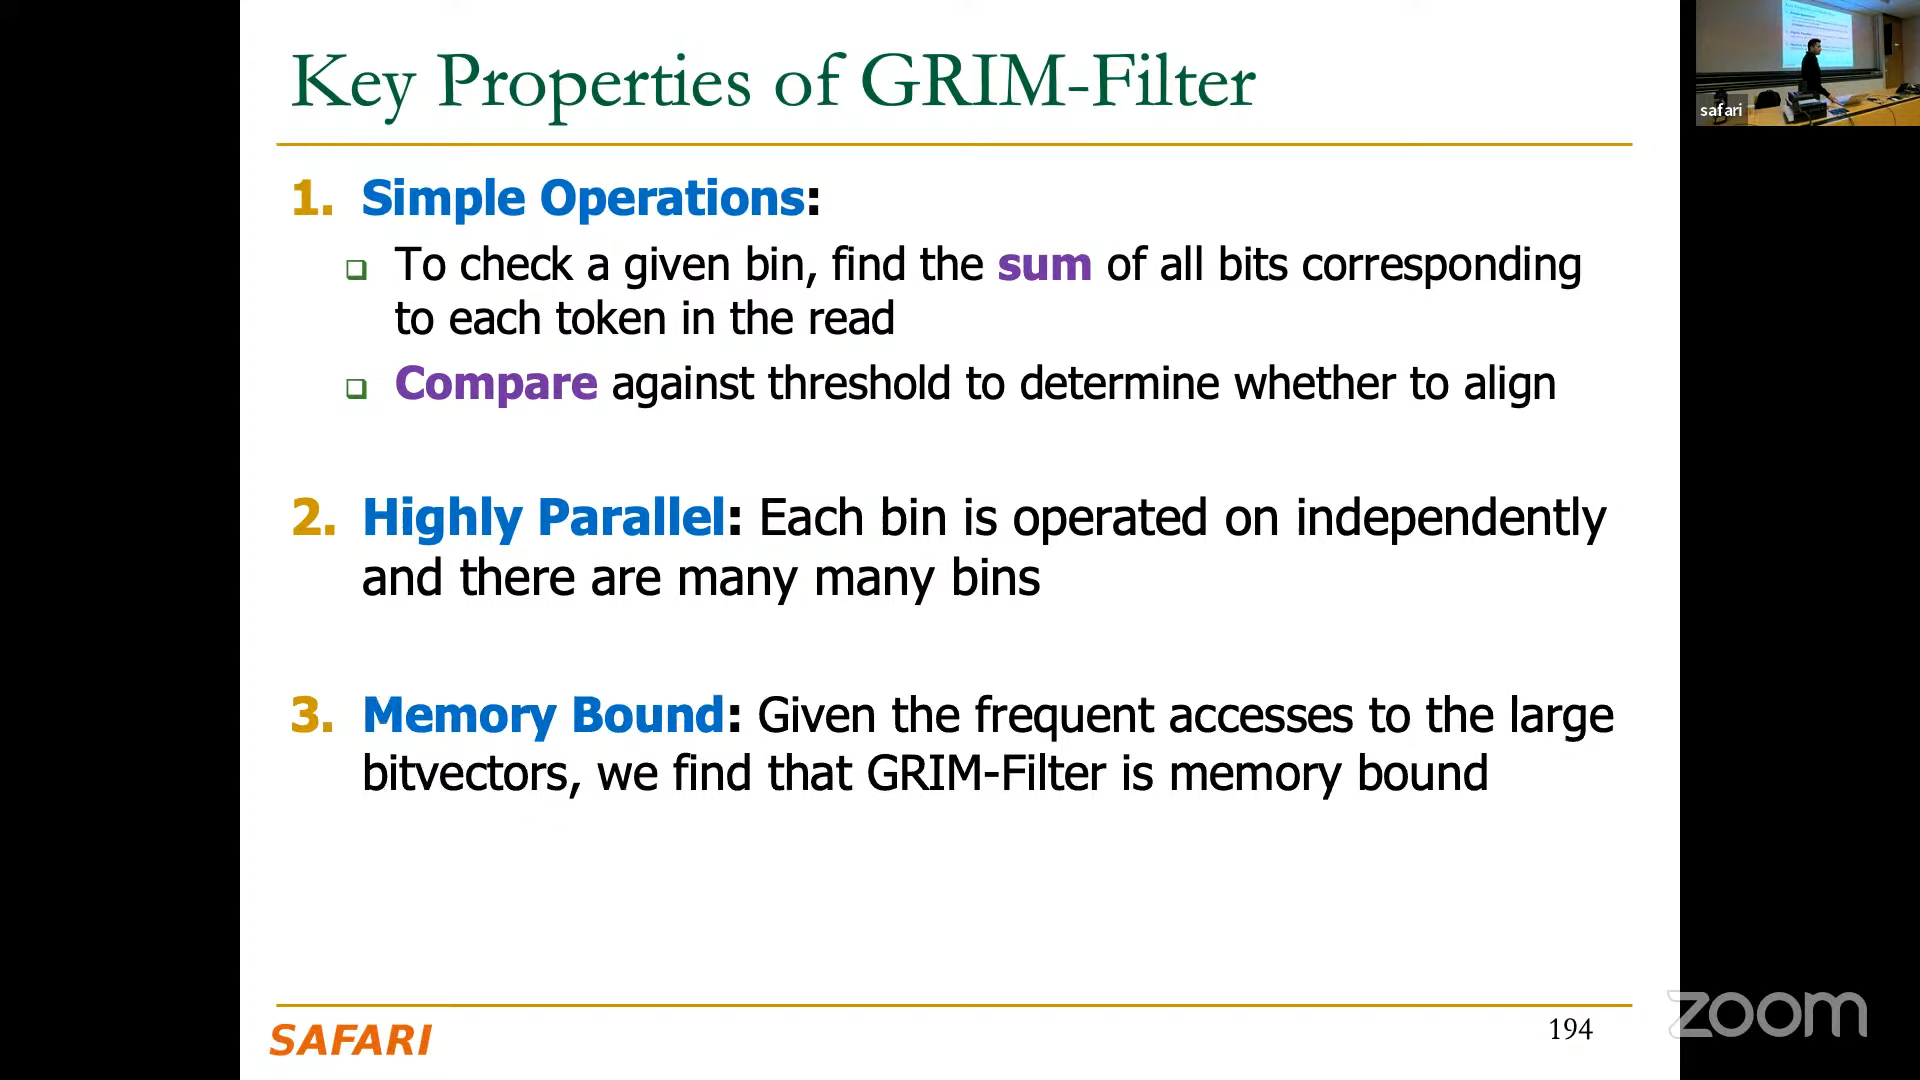 Key Properties of GRIM-Filter
safari
1. Simple Operations:
❑ To check a given bin, find the sum of all bits corresponding
to each token in the read
❑ Compare against threshold to determine whether to align
2. Highly Parallel: Each bin is operated on independently
and there are many many bins
3. Memory Bound: Given the frequent accesses to the large
bitvectors, we find that GRIM-Filter is memory bound
SAFARI
194
zoom